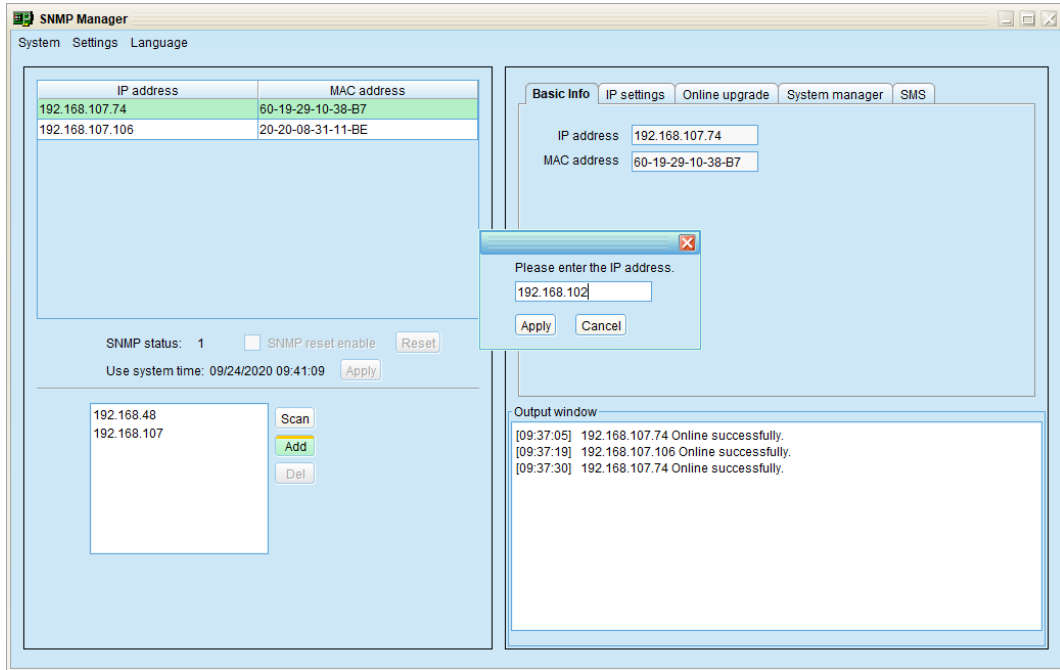 SNMP Manager
System Settings Language
IP address MAC address
192.168.107.74 60-19-29-10-38-B7
192.168.107.106 20-20-08-31-11-BE
SNMP status: 1 SNMP reset enable Reset
Use system time: 09/24/2020 09:41:09 Apply
192.168.48
192.168.107
Scan
Add
Del
Basic Info IP settings Online upgrade System manager SMS
IP address 192.168.107.74
MAC address 60-19-29-10-38-B7
Please enter the IP address.
192.168.102
Apply Cancel
Output window
[09:37:05] 192.168.107.74 Online successfully.
[09:37:19] 192.168.107.106 Online successfully.
[09:37:30] 192.168.107.74 Online successfully.